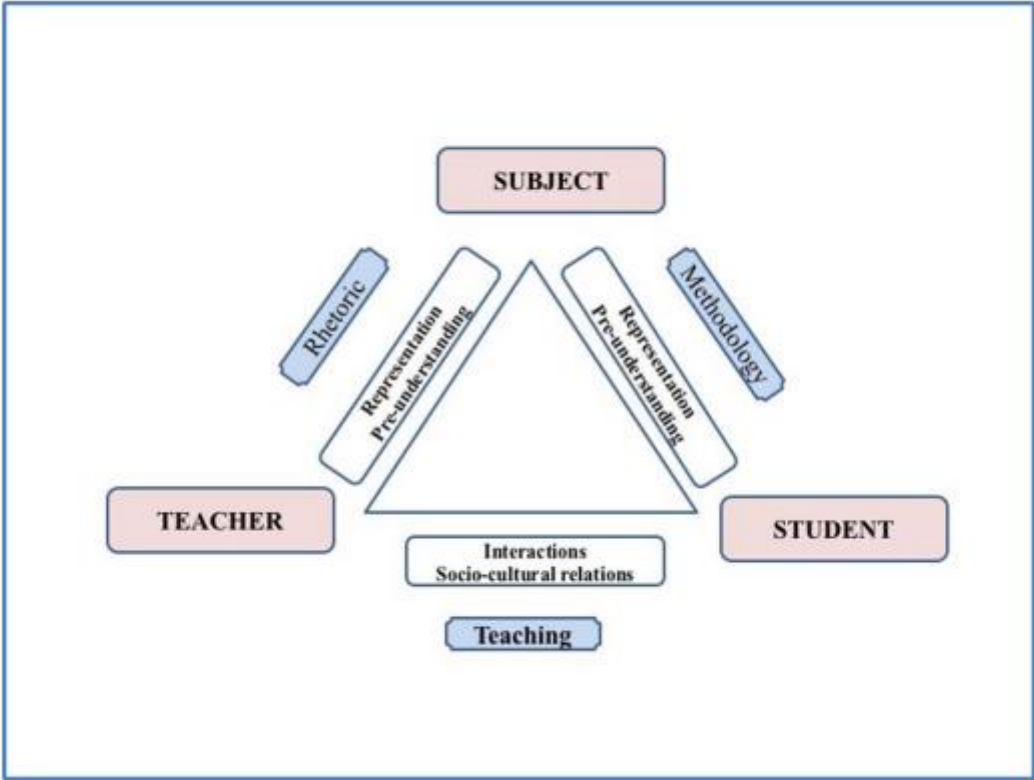 SUBJECT
Rhetoric
Representation
Pre-understanding
Representation
Pre-understanding
Methodology
TEACHER
STUDENT
Interactions
Socio-cultural relations
Teaching